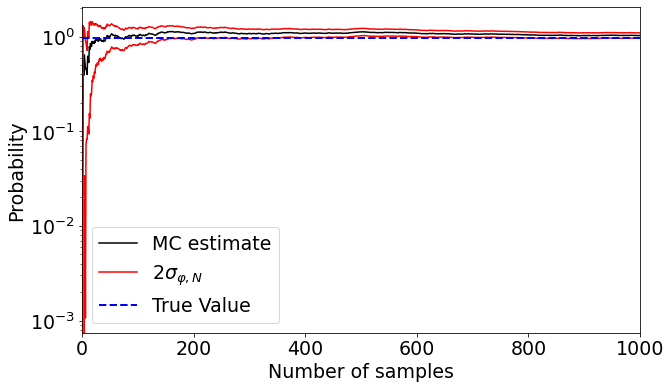 10⁰
10⁻¹
10⁻²
10⁻³
Probability
MC estimate
2σ_{φ,N}
True Value
0 200 400 600 800 1000
Number of samples